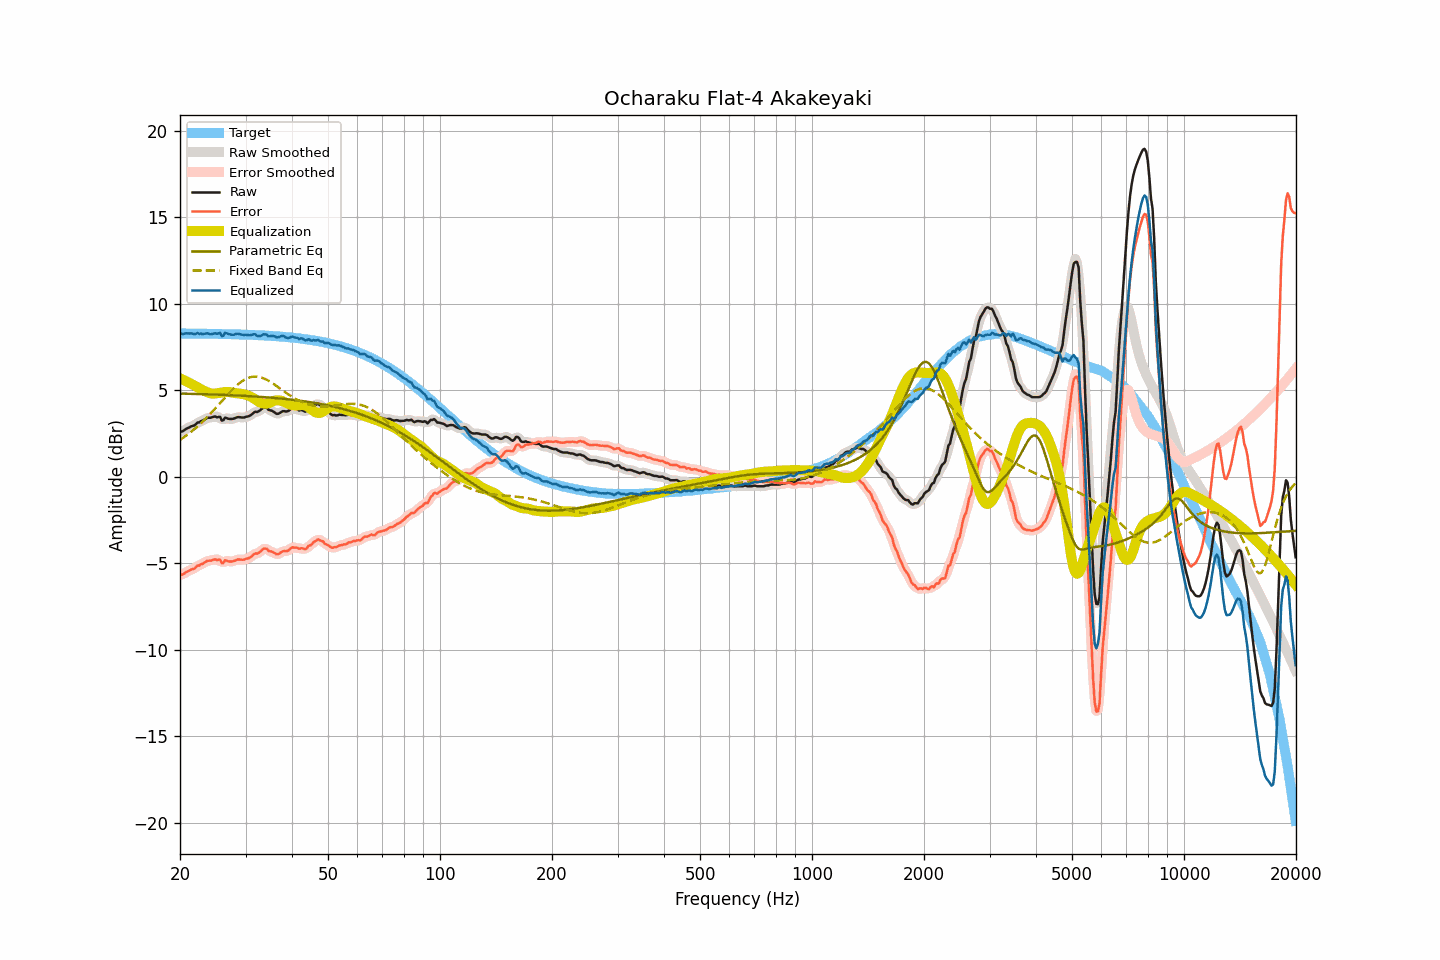 Ocharaku Flat-4 Akakeyaki
Target
Raw Smoothed
Error Smoothed
Raw
Error
Equalization
Parametric Eq
Fixed Band Eq
Equalized
20
15
10
5
0
−5
−10
−15
−20
Amplitude (dBr)
20 50 100 200 500 1000 2000 5000 10000 20000
Frequency (Hz)